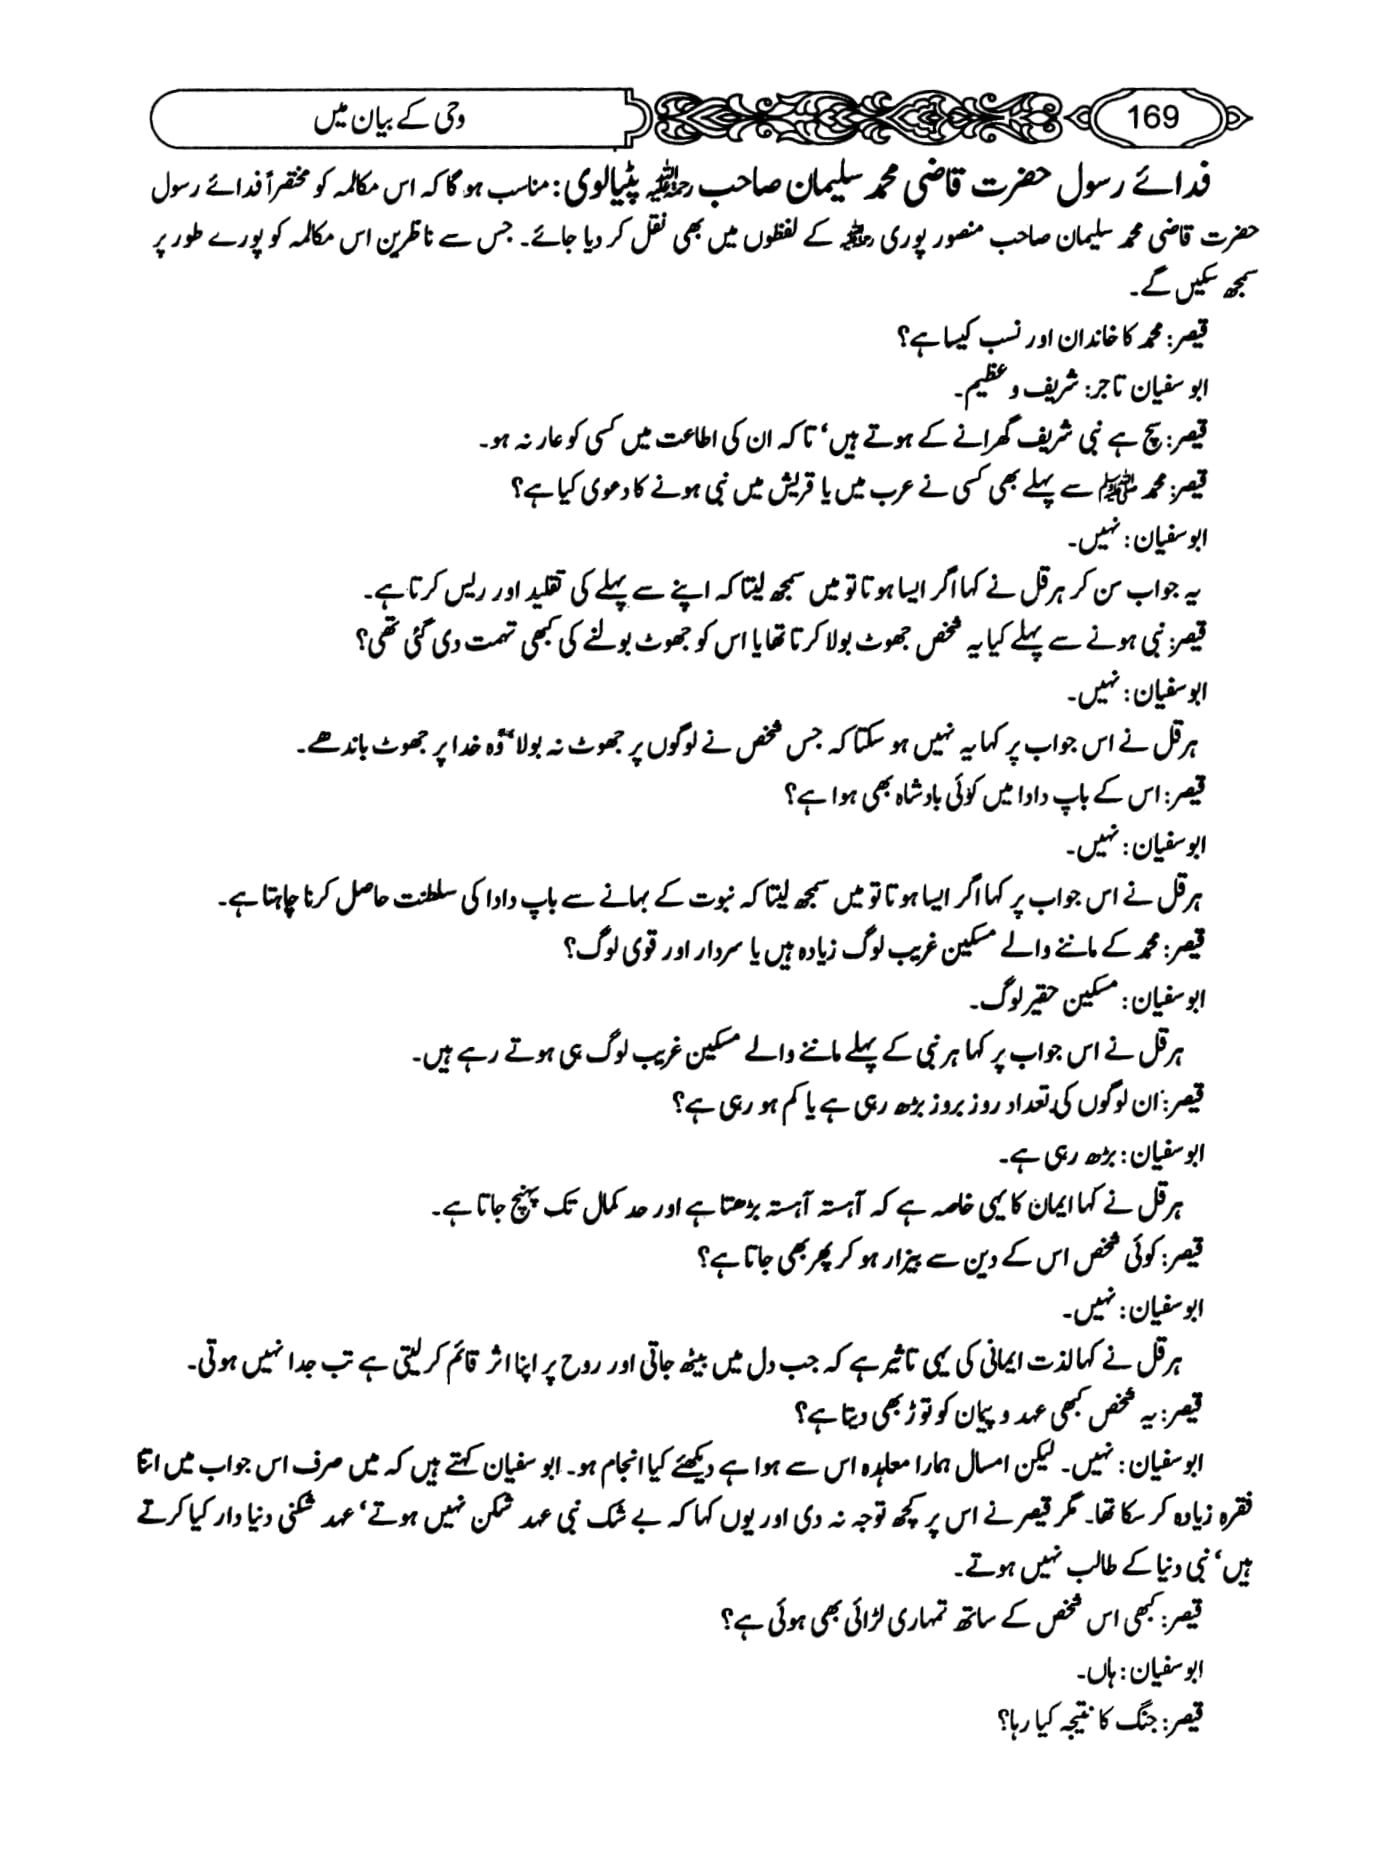 وحی کے بیان میں
169
فدائے رسول حضرت قاضی محمد سلیمان صاحب رحمۃ اللہ علیہ پٹیالوی: مناسب ہو گا کہ اس مکالمہ کو مختصراً فدائے رسول
حضرت قاضی محمد سلیمان صاحب منصور پوری رحمۃ اللہ علیہ کے لفظوں میں بھی نقل کر دیا جائے۔ جس سے ناظرین اس مکالمہ کو پورے طور پر
سمجھ سکیں گے۔
قیصر: محمد کا خاندان اور نسب کیسا ہے؟
ابو سفیان تاجر: شریف و عظیم۔
قیصر: سچ ہے نبی شریف گھرانے کے ہوتے ہیں‘ تاکہ ان کی اطاعت میں کسی کو عار نہ ہو۔
قیصر: محمد ﷺ سے پہلے بھی کسی نے عرب میں یا قریش میں نبی ہونے کا دعوی کیا ہے؟
ابو سفیان: نہیں۔
یہ جواب سن کر ہرقل نے کہا اگر ایسا ہوتا تو میں سمجھ لیتا کہ اپنے سے پہلے کی تقلید اور ریس کرتا ہے۔
قیصر: نبی ہونے سے پہلے کیا یہ شخص جھوٹ بولا کرتا تھا یا اس کو جھوٹ بولنے کی کبھی تہمت دی گئی تھی؟
ابو سفیان: نہیں۔
ہرقل نے اس جواب پر کہا یہ نہیں ہو سکتا کہ جس شخص نے لوگوں پر جھوٹ نہ بولا‘ وہ خدا پر جھوٹ باندھے۔
قیصر: اس کے باپ دادا میں کوئی بادشاہ بھی ہوا ہے؟
ابو سفیان: نہیں۔
ہرقل نے اس جواب پر کہا اگر ایسا ہوتا تو میں سمجھ لیتا کہ نبوت کے بہانے سے باپ دادا کی سلطنت حاصل کرنا چاہتا ہے۔
قیصر: محمد کے ماننے والے مسکین غریب لوگ زیادہ ہیں یا سردار اور قوی لوگ؟
ابو سفیان: مسکین حقیر لوگ۔
ہرقل نے اس جواب پر کہا ہر نبی کے پہلے ماننے والے مسکین غریب لوگ ہی ہوتے رہے ہیں۔
قیصر: ان لوگوں کی تعداد روز بروز بڑھ رہی ہے یا کم ہو رہی ہے؟
ابو سفیان: بڑھ رہی ہے۔
ہرقل نے کہا ایمان کا یہی خاصہ ہے کہ آہستہ آہستہ بڑھتا ہے اور حد کمال تک پہنچ جاتا ہے۔
قیصر: کوئی شخص اس کے دین سے بیزار ہو کر پھر بھی جاتا ہے؟
ابو سفیان: نہیں۔
ہرقل نے کہا لذت ایمانی کی یہی تاثیر ہے کہ جب دل میں بیٹھ جاتی اور روح پر اپنا اثر قائم کر لیتی ہے تب جدا نہیں ہوتی۔
قیصر: یہ شخص کبھی عہد و پیمان کو توڑ بھی دیتا ہے؟
ابو سفیان: نہیں۔ لیکن امسال ہمارا معاہدہ اس سے ہوا ہے دیکھئے کیا انجام ہو۔ ابو سفیان کہتے ہیں کہ میں صرف اس جواب میں اتنا
فقرہ زیادہ کر سکا تھا۔ مگر قیصر نے اس پر کچھ توجہ نہ دی اور یوں کہا کہ بے شک نبی عہد شکن نہیں ہوتے‘ عہد شکنی دنیا دار کیا کرتے
ہیں‘ نبی دنیا کے طالب نہیں ہوتے۔
قیصر: کبھی اس شخص کے ساتھ تمہاری لڑائی بھی ہوئی ہے؟
ابو سفیان: ہاں۔
قیصر: جنگ کا نتیجہ کیا رہا؟